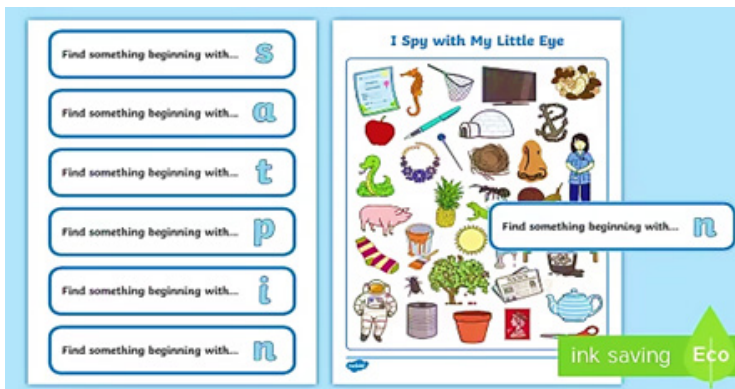 Find something beginning with... s
Find something beginning with... a
Find something beginning with... t
Find something beginning with... p
Find something beginning with... i
Find something beginning with... n
I Spy with My Little Eye
Find something beginning with... n
ink saving Eco